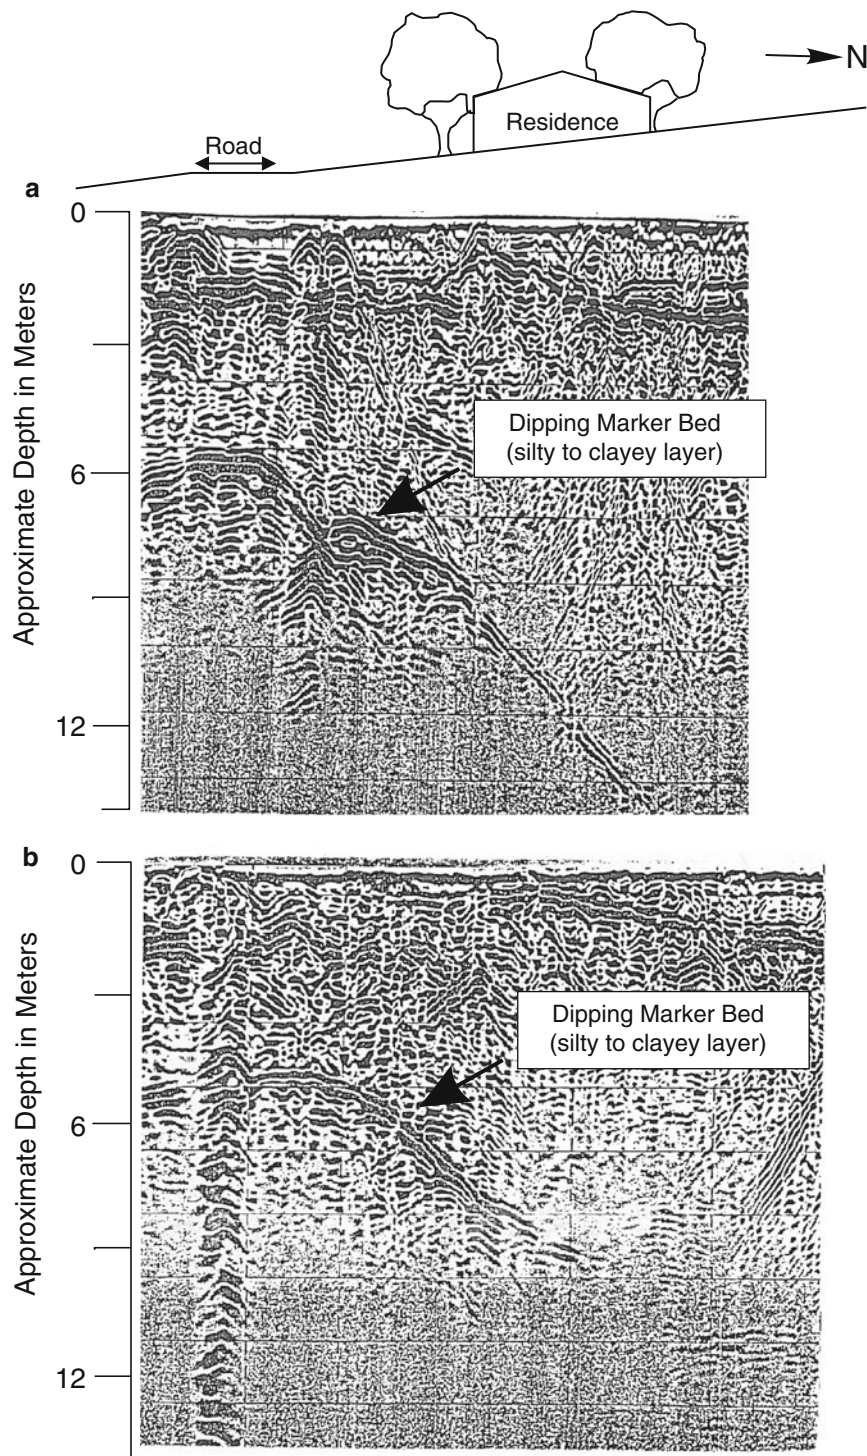 N
Residence
Road
a
0
Approximate Depth in Meters
6
12
Dipping Marker Bed
(silty to clayey layer)
b
0
Approximate Depth in Meters
6
12
Dipping Marker Bed
(silty to clayey layer)